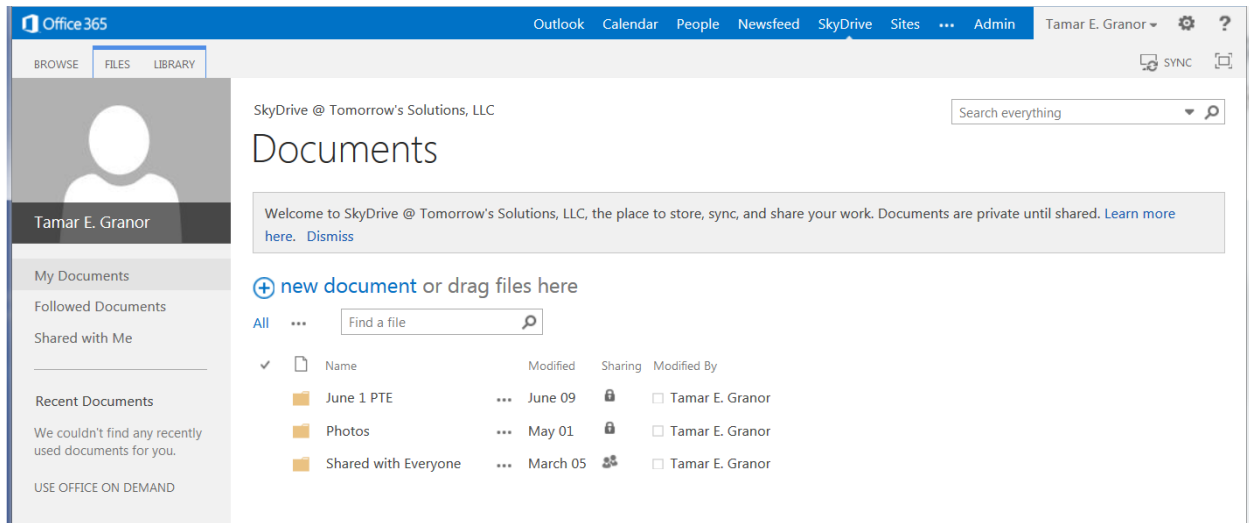 Office 365 Outlook Calendar People Newsfeed SkyDrive Sites ••• Admin Tamar E. Granor ?
BROWSE FILES LIBRARY SYNC
SkyDrive @ Tomorrow's Solutions, LLC
Search everything
Documents
Tamar E. Granor
Welcome to SkyDrive @ Tomorrow's Solutions, LLC, the place to store, sync, and share your work. Documents are private until shared. Learn more
here. Dismiss
My Documents
Followed Documents
Shared with Me
Recent Documents
We couldn't find any recently
used documents for you.
USE OFFICE ON DEMAND
new document or drag files here
All ••• Find a file
Name Modified Sharing Modified By
June 1 PTE ••• June 09 Tamar E. Granor
Photos ••• May 01 Tamar E. Granor
Shared with Everyone ••• March 05 Tamar E. Granor